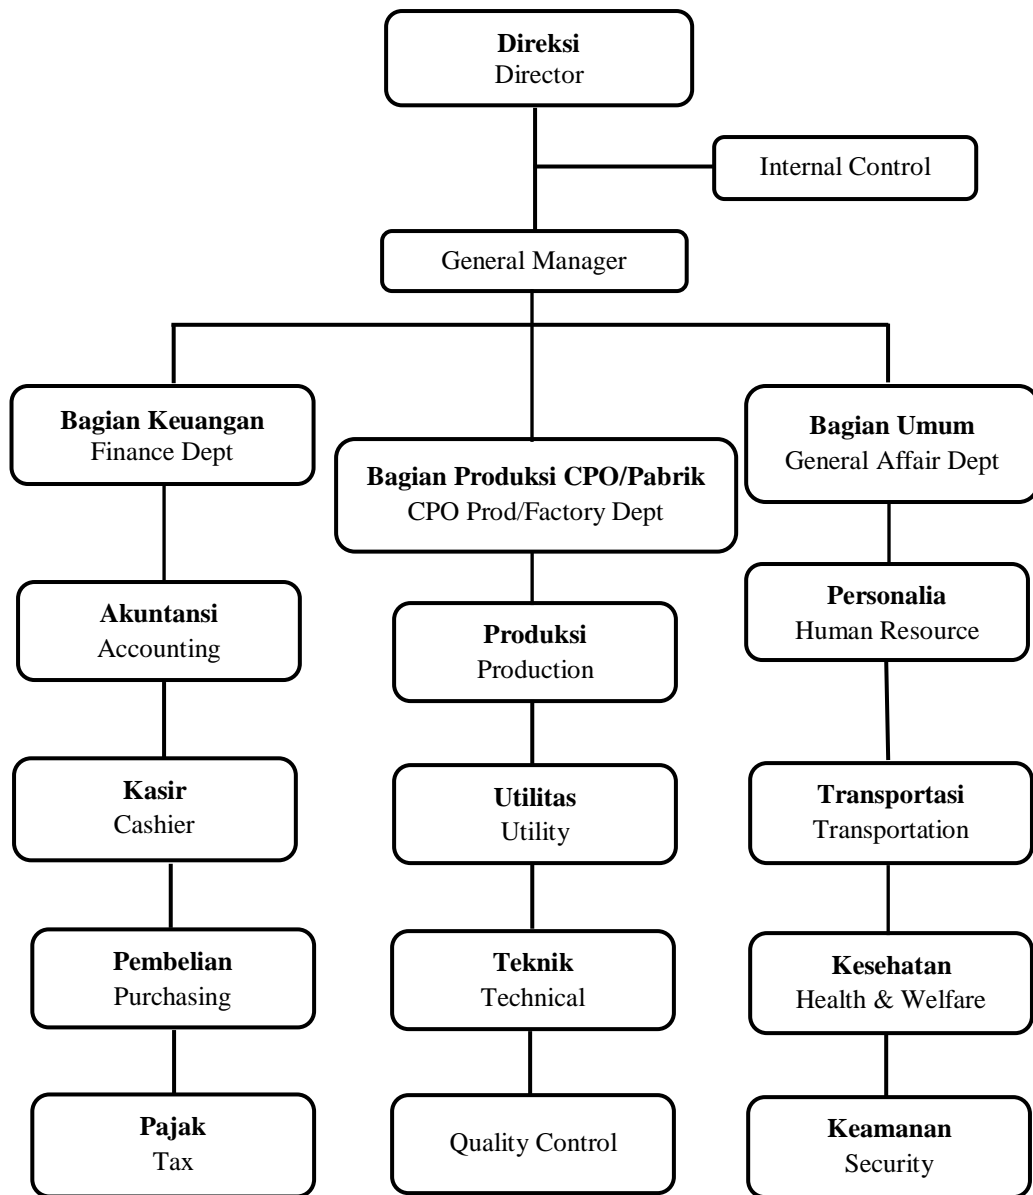 Direksi
Director
Internal Control
General Manager
Bagian Keuangan
Finance Dept
Bagian Produksi CPO/Pabrik
CPO Prod/Factory Dept
Bagian Umum
General Affair Dept
Akuntansi
Accounting
Produksi
Production
Personalia
Human Resource
Kasir
Cashier
Utilitas
Utility
Transportasi
Transportation
Pembelian
Purchasing
Teknik
Technical
Kesehatan
Health & Welfare
Pajak
Tax
Quality Control
Keamanan
Security